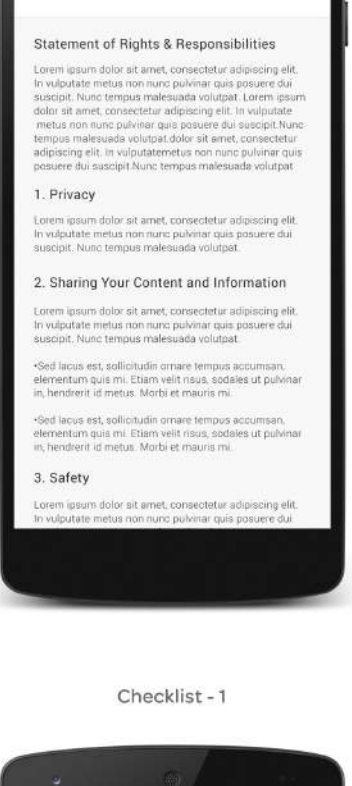 Statement of Rights & Responsibilities
Lorem ipsum dolor sit amet, consectetur adipiscing elit.
In vulputate metus non nunc pulvinar quis posuere dui
suscipit. Nunc tempus malesuada volutpat. Lorem ipsum
dolor sit amet, consectetur adipiscing elit. In vulputate
metus non nunc pulvinar quis posuere dui suscipit.Nunc
tempus malesuada volutpat.dolor sit amet, consectetur
adipiscing elit. In vulputatemetus non nunc pulvinar quis
posuere dui suscipit.Nunc tempus malesuada volutpat
1. Privacy
Lorem ipsum dolor sit amet, consectetur adipiscing elit.
In vulputate metus non nunc pulvinar quis posuere dui
suscipit. Nunc tempus malesuada volutpat.
2. Sharing Your Content and Information
Lorem ipsum dolor sit amet, consectetur adipiscing elit.
In vulputate metus non nunc pulvinar quis posuere dui
suscipit. Nunc tempus malesuada volutpat.
•Sed lacus est, sollicitudin ornare tempus accumsan,
elementum quis mi. Etiam velit risus, sodales ut pulvinar
in, hendrerit id metus. Morbi et mauris mi.
•Sed lacus est, sollicitudin ornare tempus accumsan,
elementum quis mi. Etiam velit risus, sodales ut pulvinar
in, hendrerit id metus. Morbi et mauris mi.
3. Safety
Lorem ipsum dolor sit amet, consectetur adipiscing elit.
In vulputate metus non nunc pulvinar quis posuere dui
Checklist - 1